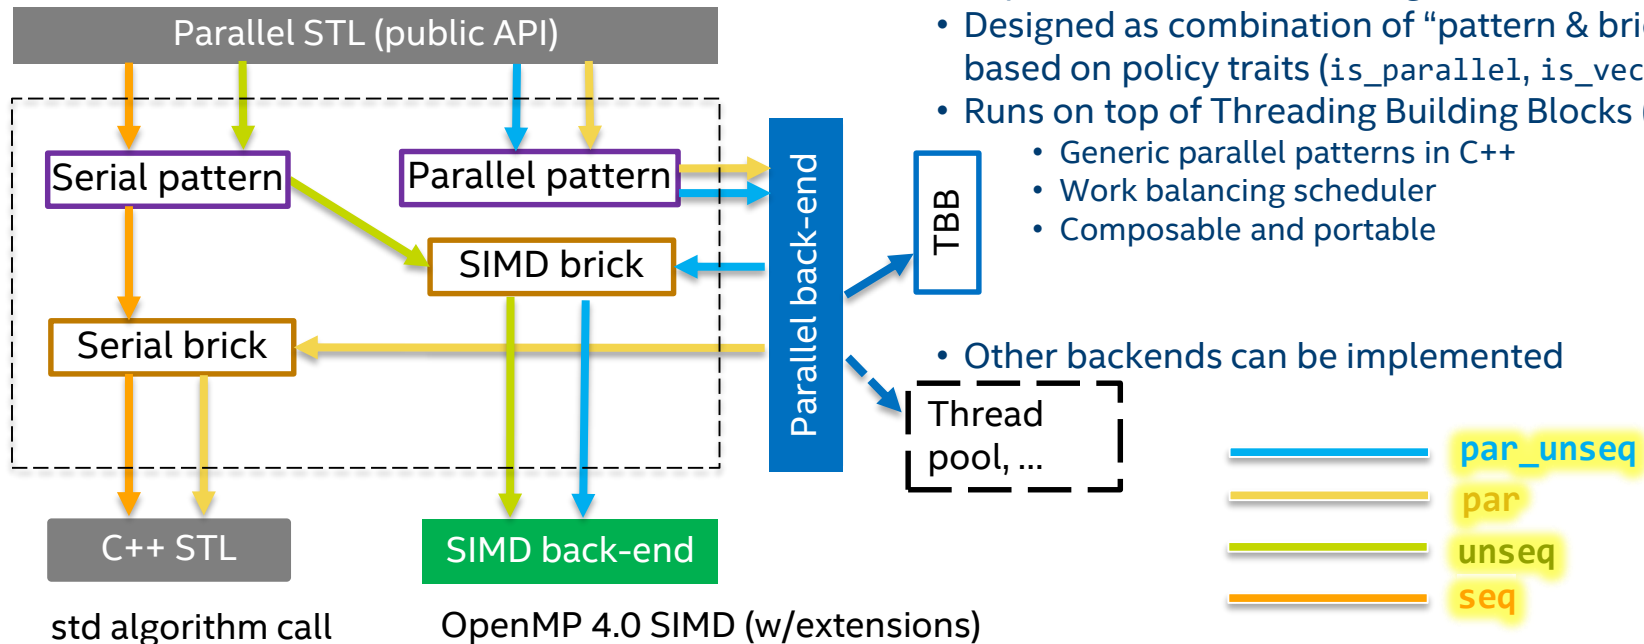 Parallel STL (public API)
• Designed as combination of “pattern &
based on policy traits (is_parallel,
• Runs on top of Threading Building Blocks
• Generic parallel patterns in C++
• Work balancing scheduler
• Composable and portable
Serial pattern
Parallel pattern
SIMD brick
Serial brick
Parallel back-end
TBB
• Other backends can be implemented
Thread
pool, ...
C++ STL
SIMD back-end
std algorithm call
OpenMP 4.0 SIMD (w/extensions)
par_unseq
par
unseq
seq